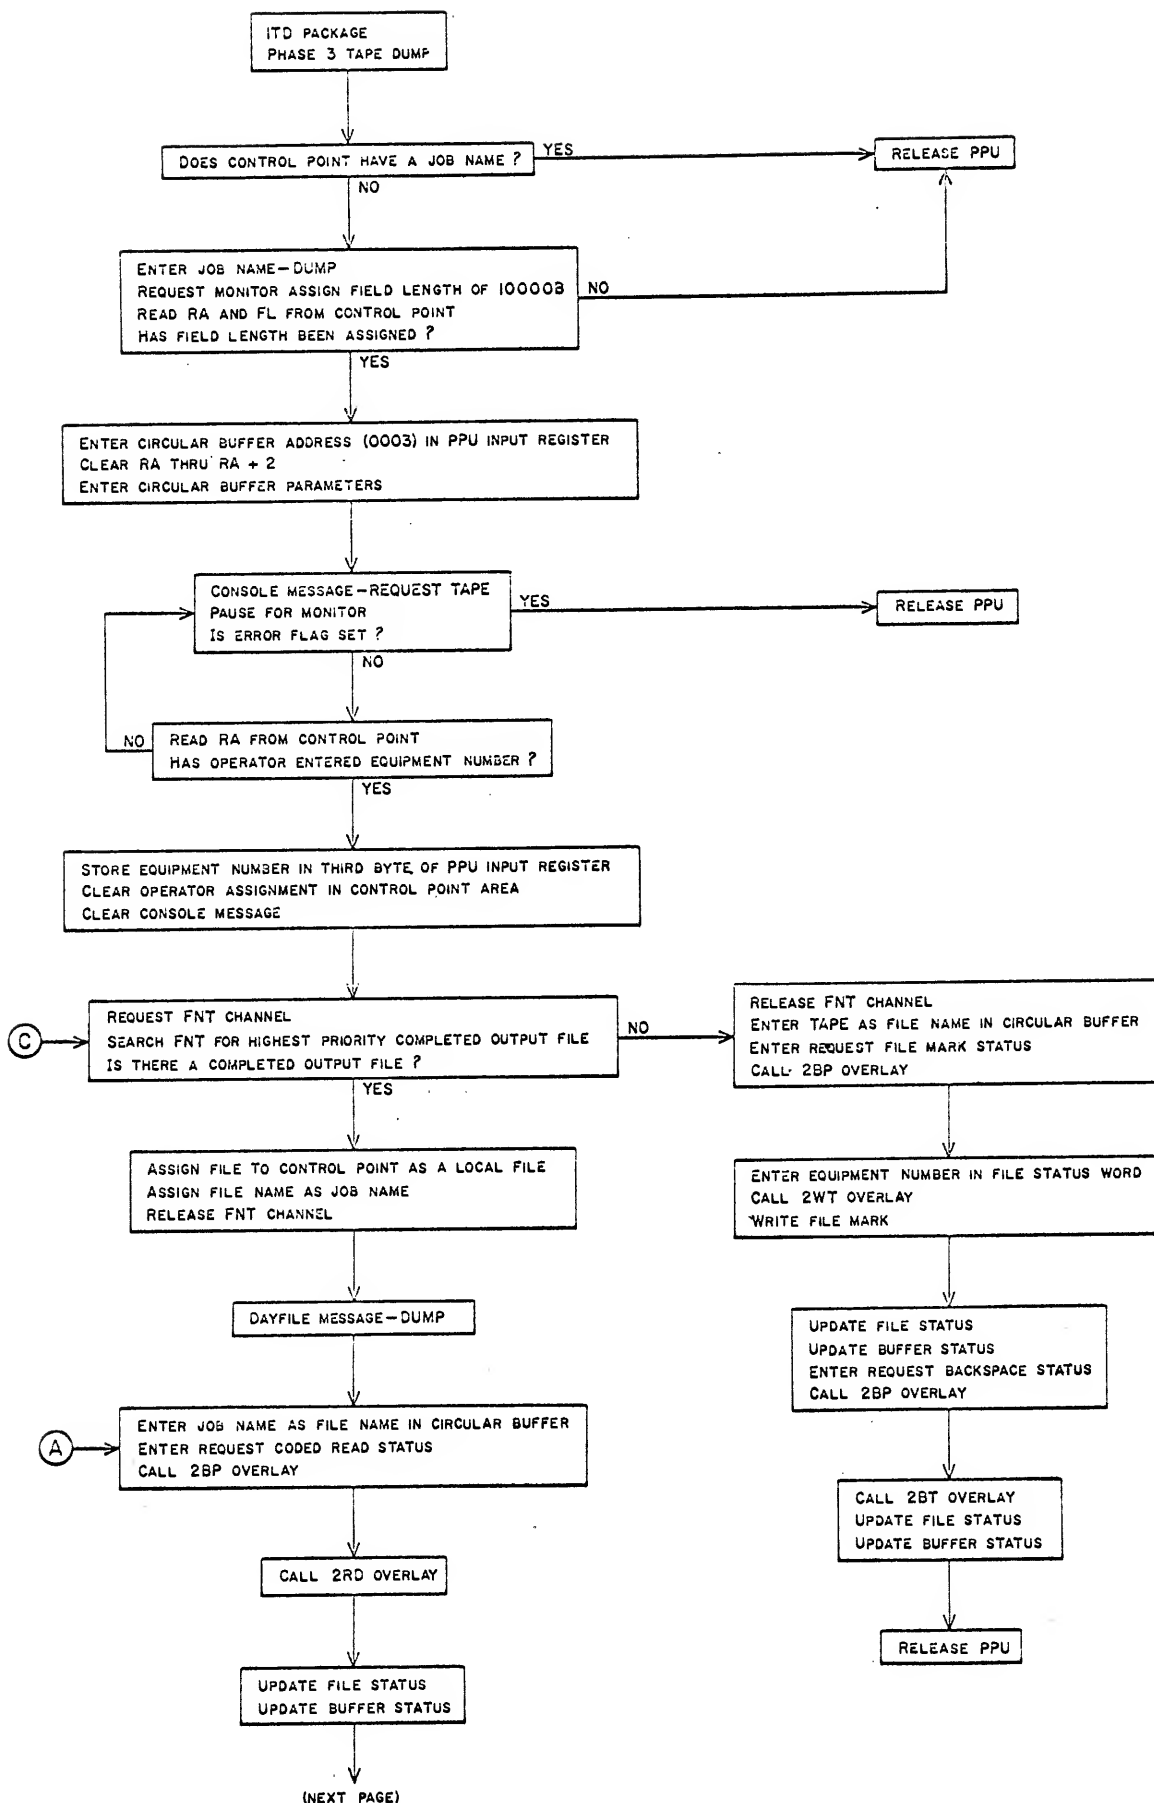 ITD PACKAGE
PHASE 3 TAPE DUMP
DOES CONTROL POINT HAVE A JOB NAME ?
YES
RELEASE PPU
NO
ENTER JOB NAME-DUMP
REQUEST MONITOR ASSIGN FIELD LENGTH OF 10000B
READ RA AND FL FROM CONTROL POINT
HAS FIELD LENGTH BEEN ASSIGNED ?
NO
YES
ENTER CIRCULAR BUFFER ADDRESS (0003) IN PPU INPUT REGISTER
CLEAR RA THRU RA + 2
ENTER CIRCULAR BUFFER PARAMETERS
CONSOLE MESSAGE-REQUEST TAPE
PAUSE FOR MONITOR
IS ERROR FLAG SET ?
YES
RELEASE PPU
NO
NO
READ RA FROM CONTROL POINT
HAS OPERATOR ENTERED EQUIPMENT NUMBER ?
YES
STORE EQUIPMENT NUMBER IN THIRD BYTE OF PPU INPUT REGISTER
CLEAR OPERATOR ASSIGNMENT IN CONTROL POINT AREA
CLEAR CONSOLE MESSAGE
C
REQUEST FNT CHANNEL
SEARCH FNT FOR HIGHEST PRIORITY COMPLETED OUTPUT FILE
IS THERE A COMPLETED OUTPUT FILE ?
NO
YES
RELEASE FNT CHANNEL
ENTER TAPE AS FILE NAME IN CIRCULAR BUFFER
ENTER REQUEST FILE MARK STATUS
CALL 2BP OVERLAY
ASSIGN FILE TO CONTROL POINT AS A LOCAL FILE
ASSIGN FILE NAME AS JOB NAME
RELEASE FNT CHANNEL
ENTER EQUIPMENT NUMBER IN FILE STATUS WORD
CALL 2WT OVERLAY
WRITE FILE MARK
DAYFILE MESSAGE-DUMP
UPDATE FILE STATUS
UPDATE BUFFER STATUS
ENTER REQUEST BACKSPACE STATUS
CALL 2BP OVERLAY
A
ENTER JOB NAME AS FILE NAME IN CIRCULAR BUFFER
ENTER REQUEST CODED READ STATUS
CALL 2BP OVERLAY
CALL 2BT OVERLAY
UPDATE FILE STATUS
UPDATE BUFFER STATUS
CALL 2RD OVERLAY
RELEASE PPU
UPDATE FILE STATUS
UPDATE BUFFER STATUS
(NEXT PAGE)